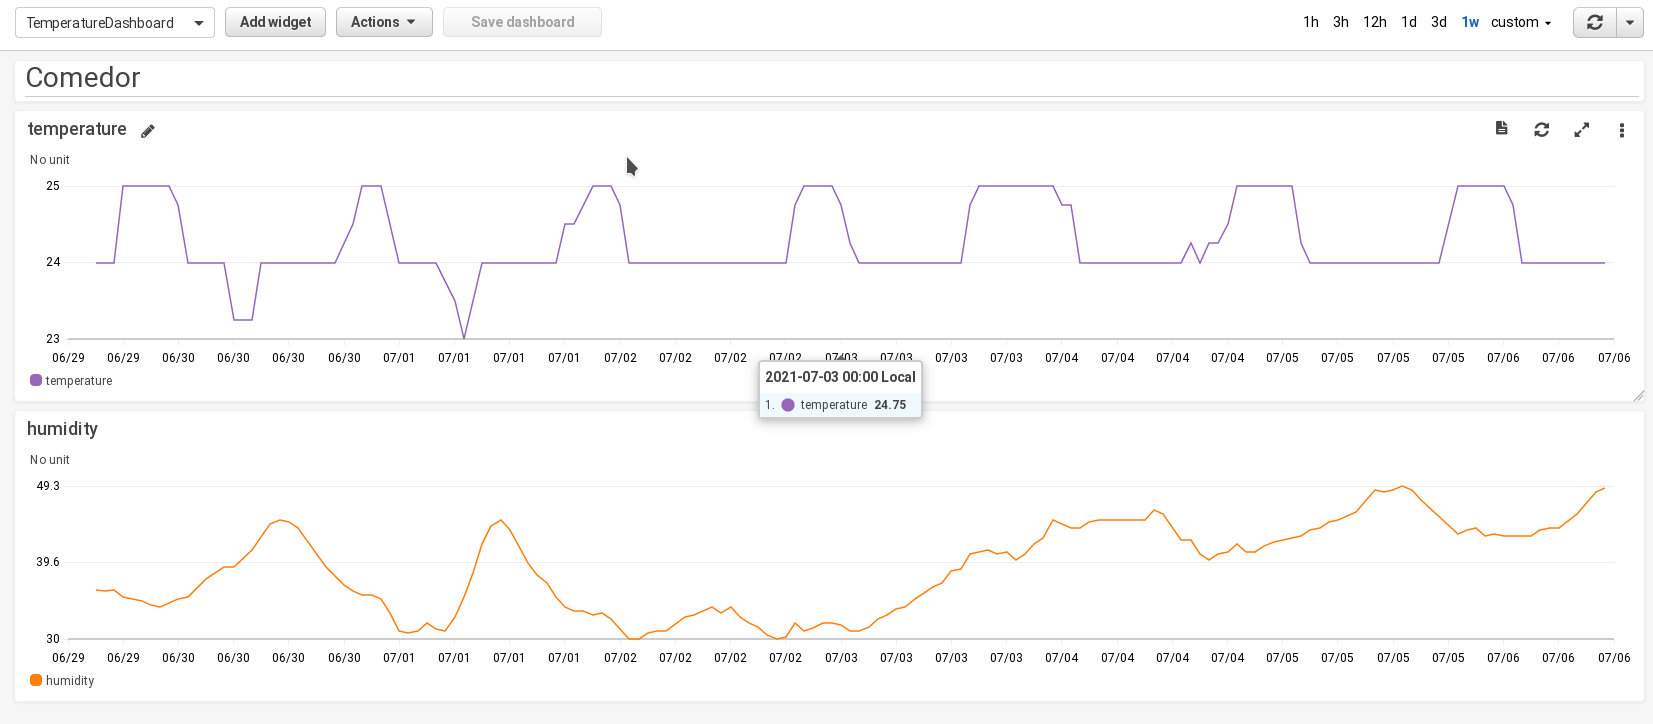 TemperatureDashboard Add widget Actions Save dashboard 1h 3h 12h 1d 3d 1w custom
Comedor
temperature
No unit
25
24
23
06/29 06/29 06/30 06/30 06/30 06/30 07/01 07/01 07/01 07/01 07/02 07/02 07/02 07/02 07/03 07/03 07/03 07/03 07/04 07/04 07/04 07/04 07/05 07/05 07/05 07/05 07/06 07/06 07/06
temperature
2021-07-03 00:00 Local
1. temperature 24.75
humidity
No unit
49.3
39.6
30
06/29 06/29 06/30 06/30 06/30 06/30 07/01 07/01 07/01 07/01 07/02 07/02 07/02 07/02 07/03 07/03 07/03 07/03 07/04 07/04 07/04 07/04 07/05 07/05 07/05 07/05 07/06 07/06 07/06
humidity